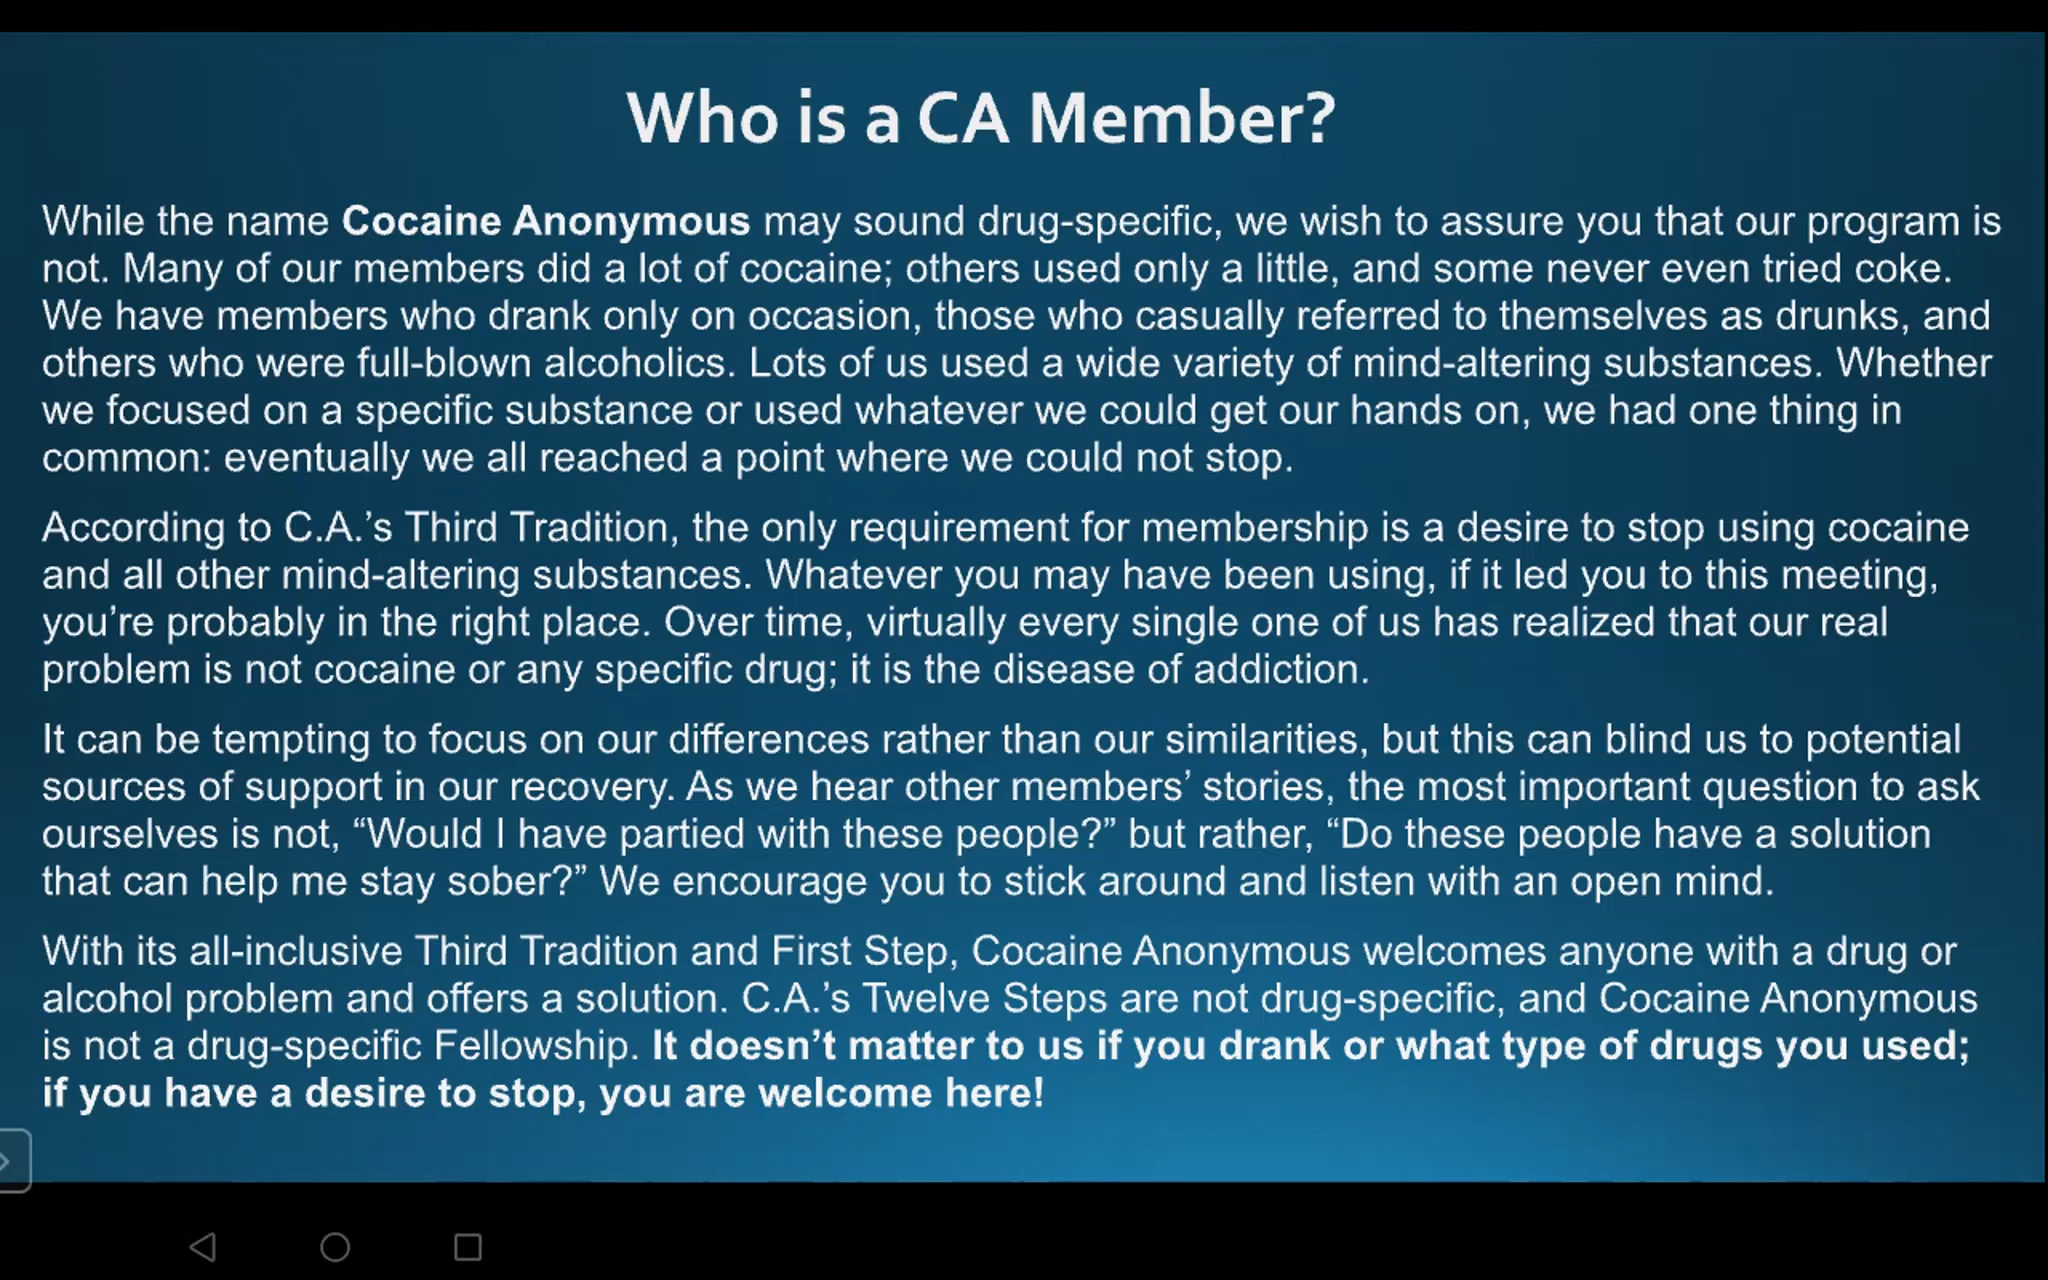 Who is a CA Member?
While the name Cocaine Anonymous may sound drug-specific, we wish to assure you that our program is
not. Many of our members did a lot of cocaine; others used only a little, and some never even tried coke.
We have members who drank only on occasion, those who casually referred to themselves as drunks, and
others who were full-blown alcoholics. Lots of us used a wide variety of mind-altering substances. Whether
we focused on a specific substance or used whatever we could get our hands on, we had one thing in
common: eventually we all reached a point where we could not stop.
According to C.A.’s Third Tradition, the only requirement for membership is a desire to stop using cocaine
and all other mind-altering substances. Whatever you may have been using, if it led you to this meeting,
you’re probably in the right place. Over time, virtually every single one of us has realized that our real
problem is not cocaine or any specific drug; it is the disease of addiction.
It can be tempting to focus on our differences rather than our similarities, but this can blind us to potential
sources of support in our recovery. As we hear other members’ stories, the most important question to ask
ourselves is not, “Would I have partied with these people?” but rather, “Do these people have a solution
that can help me stay sober?” We encourage you to stick around and listen with an open mind.
With its all-inclusive Third Tradition and First Step, Cocaine Anonymous welcomes anyone with a drug or
alcohol problem and offers a solution. C.A.’s Twelve Steps are not drug-specific, and Cocaine Anonymous
is not a drug-specific Fellowship. It doesn’t matter to us if you drank or what type of drugs you used;
if you have a desire to stop, you are welcome here!